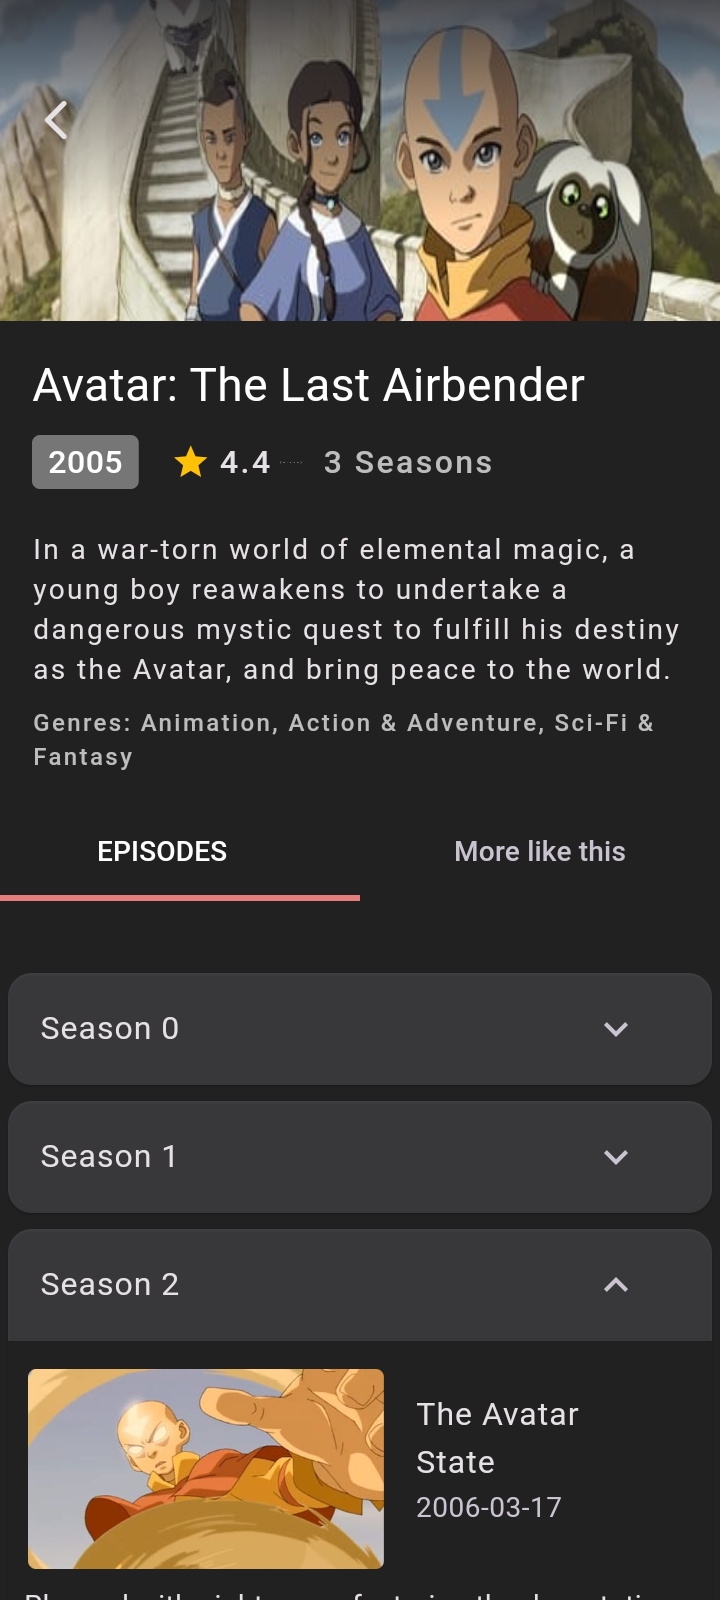 Avatar: The Last Airbender
2005 4.4 3 Seasons
In a war-torn world of elemental magic, a
young boy reawakens to undertake a
dangerous mystic quest to fulfill his destiny
as the Avatar, and bring peace to the world.
Genres: Animation, Action & Adventure, Sci-Fi &
Fantasy
EPISODES More like this
Season 0
Season 1
Season 2
The Avatar
State
2006-03-17